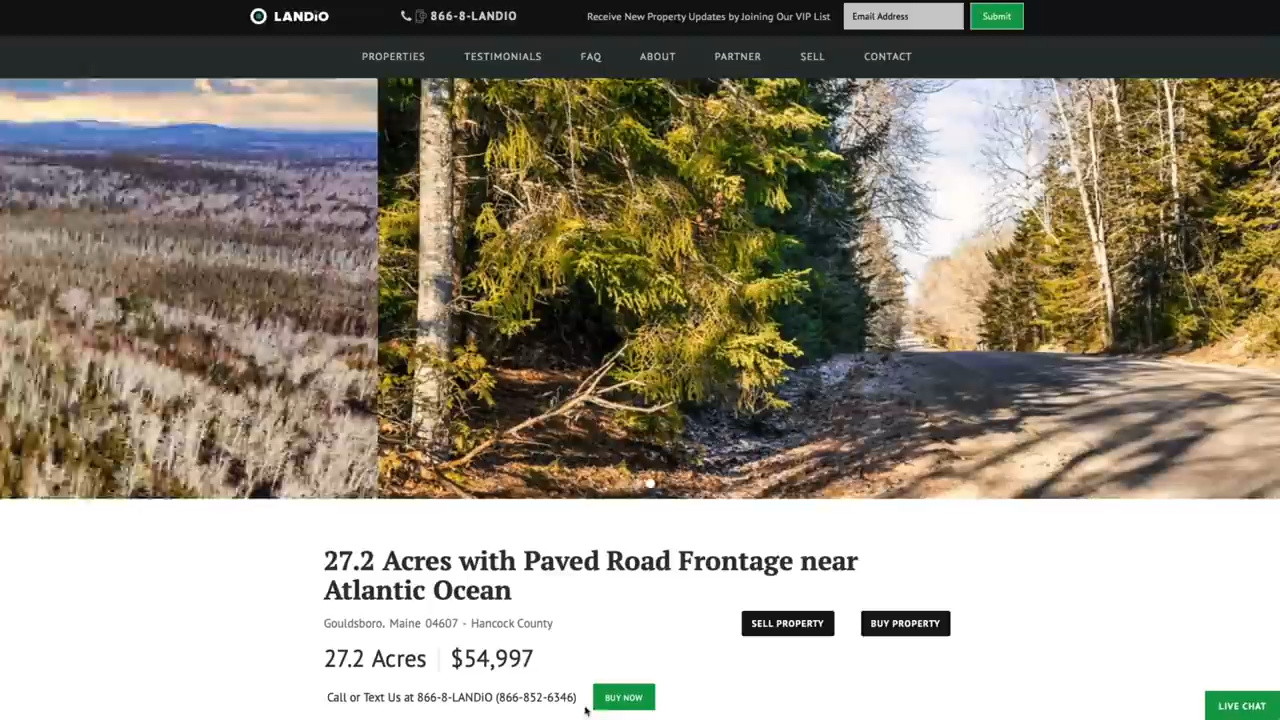 LANDiO
866-8-LANDIO
Receive New Property Updates by Joining Our VIP List
Email Address
Submit
PROPERTIES
TESTIMONIALS
FAQ
ABOUT
PARTNER
SELL
CONTACT
27.2 Acres with Paved Road Frontage near
Atlantic Ocean
Gouldsboro, Maine 04607 - Hancock County
SELL PROPERTY
BUY PROPERTY
27.2 Acres
$54,997
Call or Text Us at 866-8-LANDiO (866-852-6346)
BUY NOW
LIVE CHAT